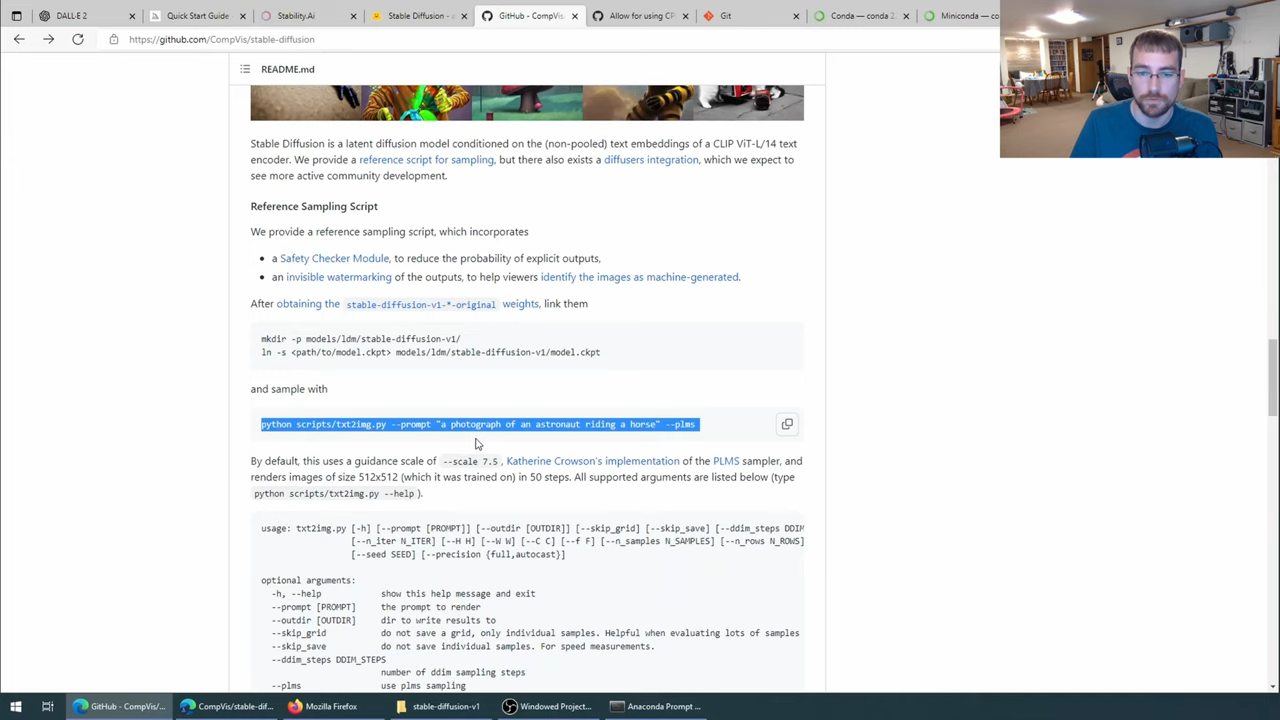 DALL·E 2
Quick Start Guide -
Stability.Ai
Stable Diffusion - a
GitHub - CompVis/
Allow for using CPU
Git
Conda — conda 2
Miniconda — co
https://github.com/CompVis/stable-diffusion
README.md
Stable Diffusion is a latent diffusion model conditioned on the (non-pooled) text embeddings of a CLIP ViT-L/14 text
encoder. We provide a reference script for sampling, but there also exists a diffusers integration, which we expect to
see more active community development.
Reference Sampling Script
We provide a reference sampling script, which incorporates
• a Safety Checker Module, to reduce the probability of explicit outputs,
• an invisible watermarking of the outputs, to help viewers identify the images as machine-generated.
After obtaining the stable-diffusion-v1-*-original weights, link them
mkdir -p models/ldm/stable-diffusion-v1/
ln -s <path/to/model.ckpt> models/ldm/stable-diffusion-v1/model.ckpt
and sample with
python scripts/txt2img.py --prompt "a photograph of an astronaut riding a horse" --plms
By default, this uses a guidance scale of --scale 7.5, Katherine Crowson's implementation of the PLMS sampler, and
renders images of size 512x512 (which it was trained on) in 50 steps. All supported arguments are listed below (type
python scripts/txt2img.py --help).
usage: txt2img.py [-h] [--prompt [PROMPT]] [--outdir [OUTDIR]] [--skip_grid] [--skip_save] [--ddim_steps DDIM
[--n_iter N_ITER] [--H H] [--W W] [--C C] [--f F] [--n_samples N_SAMPLES] [--n_rows N_ROWS]
[--seed SEED] [--precision {full,autocast}]
optional arguments:
-h, --help show this help message and exit
--prompt [PROMPT] the prompt to render
--outdir [OUTDIR] dir to write results to
--skip_grid do not save a grid, only individual samples. Helpful when evaluating lots of samples
--skip_save do not save individual samples. For speed measurements.
--ddim_steps DDIM_STEPS
number of ddim sampling steps
--plms use plms sampling
GitHub - CompVis/...
CompVis/stable-dif...
Mozilla Firefox
stable-diffusion-v1
Windowed Project...
Anaconda Prompt ...